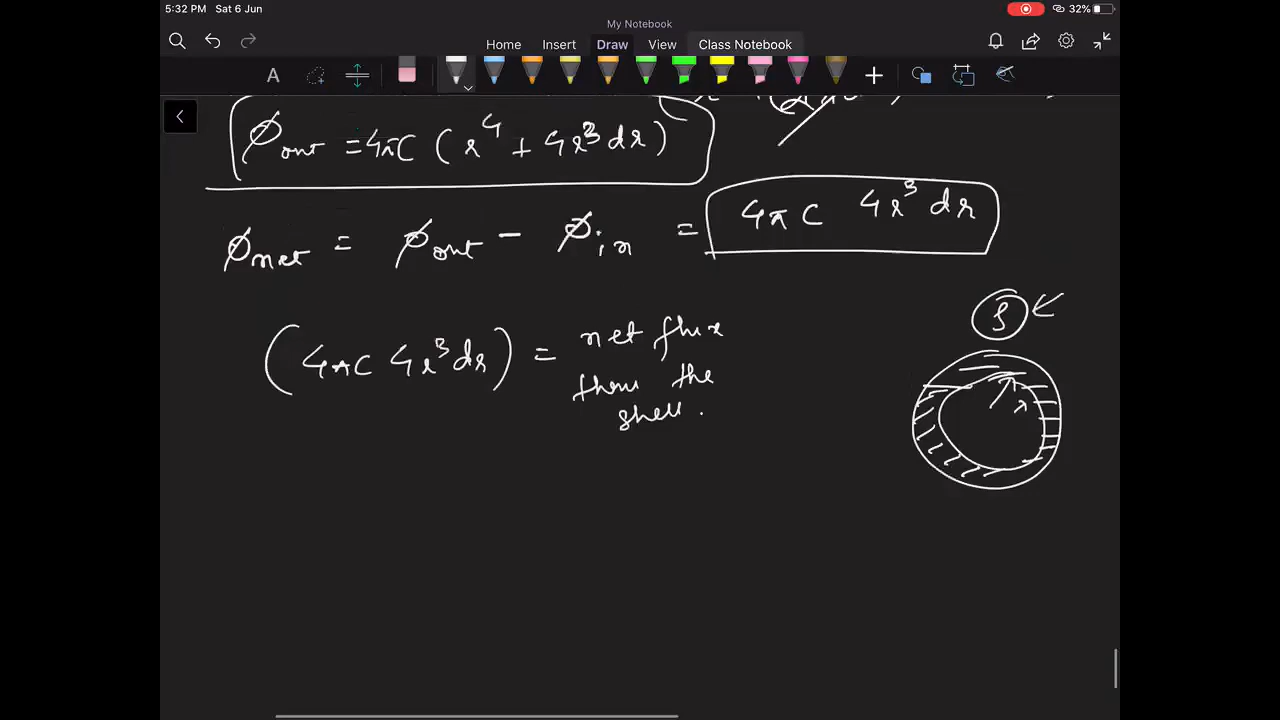 5:32 PM Sat 6 Jun
32%
My Notebook
Home Insert Draw View Class Notebook
A
ϕout = 4πC ( r⁴ + 4r³ dr )
ϕnet = ϕout − ϕin = 4πC 4r³ dr
( 4πC 4r³ dr ) = net flux
thru the
shell .
ρ
r